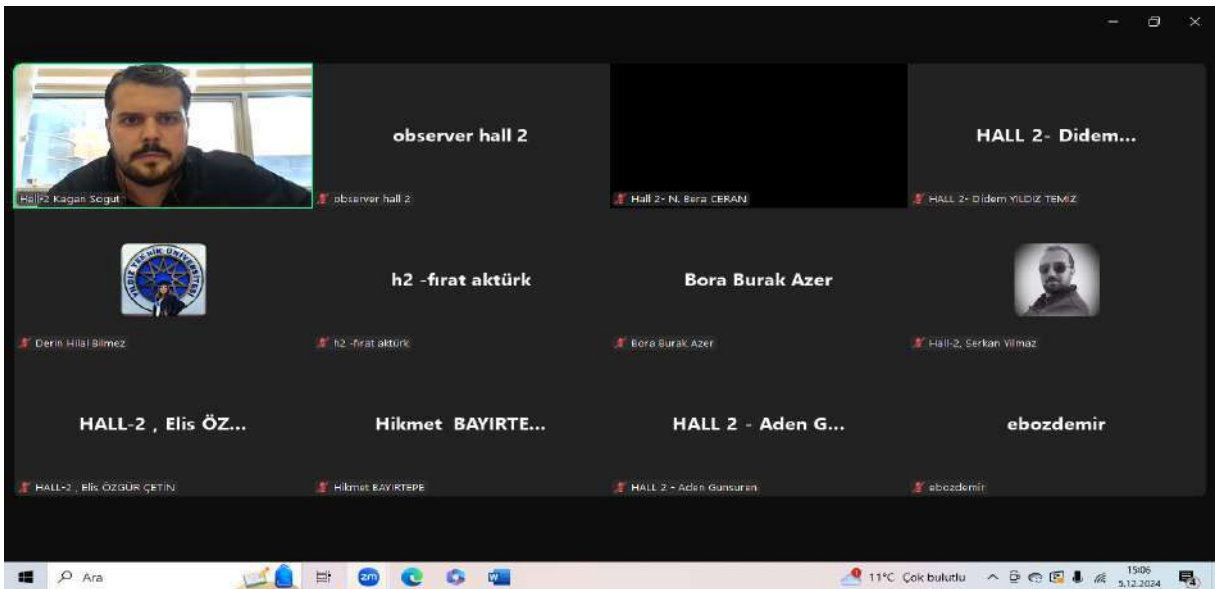 Hall-2 Kagan Sogut
observer hall 2
observer hall 2
Hall 2- N. Bera CERAN
HALL 2- Didem...
HALL 2- Didem YILDIZ TEMIZ
Derin Hilal Bilmez
h2 -fırat aktürk
h2 -fırat aktürk
Bora Burak Azer
Bora Burak Azer
Hall-2, Serkan Yilmaz
HALL-2 , Elis ÖZ...
HALL-2 , Elis ÖZGÜR ÇETİN
Hikmet BAYIRTE...
Hikmet BAYIRTEPE
HALL 2 - Aden G...
HALL 2 - Aden Gunsuren
ebozdemir
ebozdemir
Ara
zm
11°C Çok bulutlu
15:06
5.12.2024